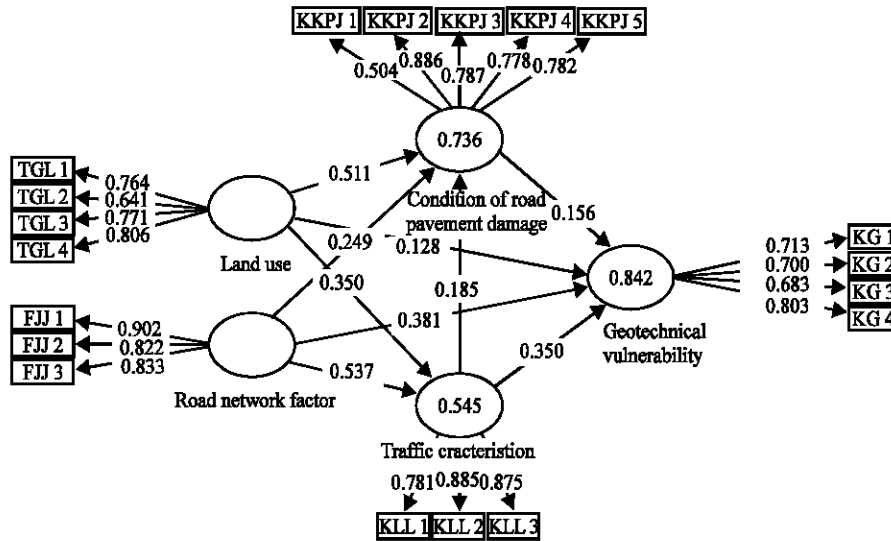 KKPJ 1 KKPJ 2 KKPJ 3 KKPJ 4 KKPJ 5
0.504 0.886 0.787 0.778 0.782
0.736
TGL 1
TGL 2
TGL 3
TGL 4
0.764
0.641
0.771
0.806
0.511
Condition of road
pavement damage
0.156
Land use
0.249
0.128
0.350
0.185
0.842
0.713
0.700
0.683
0.803
KG 1
KG 2
KG 3
KG 4
Geotechnical
vulnerability
FJJ 1
FJJ 2
FJJ 3
0.902
0.822
0.833
0.381
0.350
0.537
Road network factor
0.545
Traffic cracteristion
0.781 0.885 0.875
KLL 1 KLL 2 KLL 3